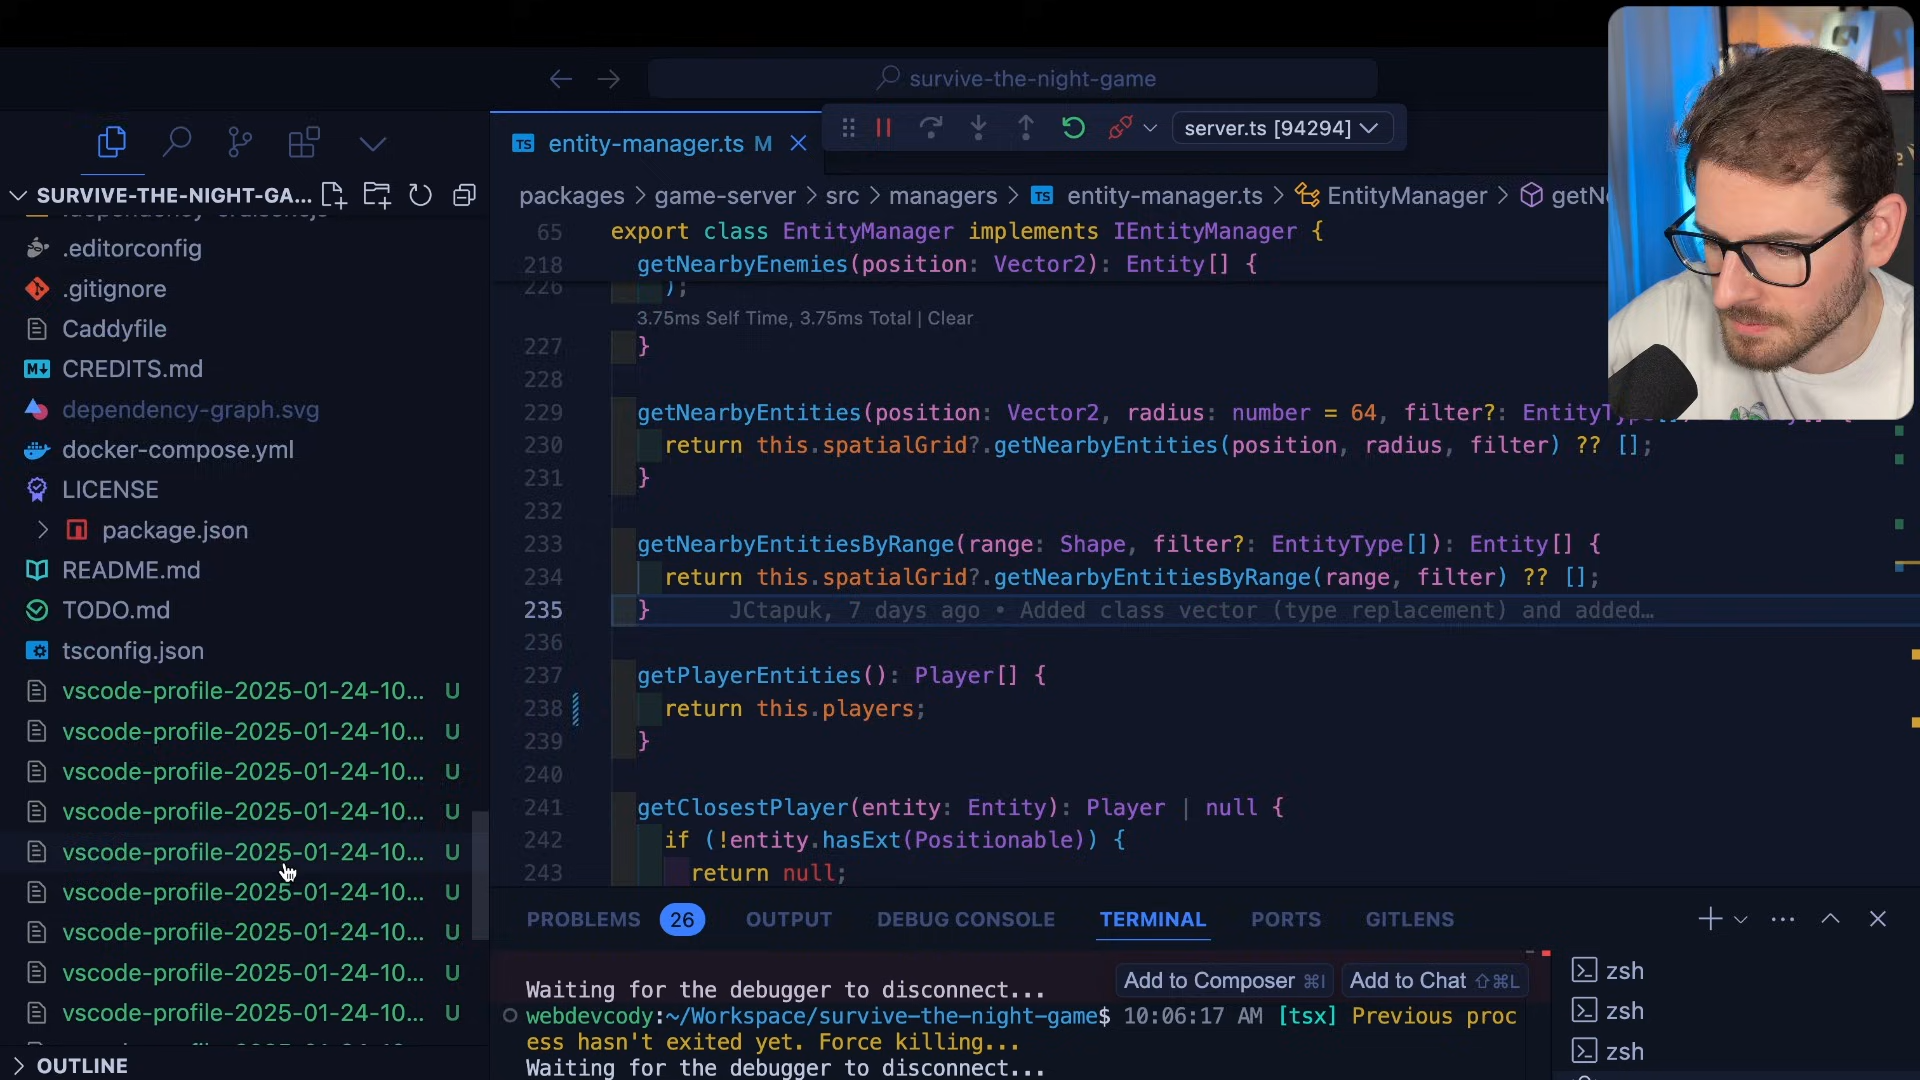 survive-the-night-game
entity-manager.ts M
server.ts [94294]
SURVIVE-THE-NIGHT-GA...
.editorconfig
.gitignore
Caddyfile
CREDITS.md
dependency-graph.svg
docker-compose.yml
LICENSE
package.json
README.md
TODO.md
tsconfig.json
vscode-profile-2025-01-24-10... U
vscode-profile-2025-01-24-10... U
vscode-profile-2025-01-24-10... U
vscode-profile-2025-01-24-10... U
vscode-profile-2025-01-24-10... U
vscode-profile-2025-01-24-10... U
vscode-profile-2025-01-24-10... U
vscode-profile-2025-01-24-10... U
vscode-profile-2025-01-24-10... U
OUTLINE
packages > game-server > src > managers > entity-manager.ts > EntityManager >
65 export class EntityManager implements IEntityManager {
218 getNearbyEnemies(position: Vector2): Entity[] {
226 );
3.75ms Self Time, 3.75ms Total | Clear
227 }
228
229 getNearbyEntities(position: Vector2, radius: number = 64, filter?:
230 return this.spatialGrid?.getNearbyEntities(position, radius, filter) ?? [];
231 }
232
233 getNearbyEntitiesByRange(range: Shape, filter?: EntityType[]): Entity[] {
234 return this.spatialGrid?.getNearbyEntitiesByRange(range, filter) ?? [];
235 } JCtapuk, 7 days ago • Added class vector (type replacement) and added…
236
237 getPlayerEntities(): Player[] {
238 return this.players;
239 }
240
241 getClosestPlayer(entity: Entity): Player | null {
242 if (!entity.hasExt(Positionable)) {
243 return null;
PROBLEMS 26 OUTPUT DEBUG CONSOLE TERMINAL PORTS GITLENS
Add to Composer ⌘I Add to Chat ⇧⌘L
Waiting for the debugger to disconnect...
webdevcody:~/Workspace/survive-the-night-game$ 10:06:17 AM [tsx] Previous proc
ess hasn't exited yet. Force killing...
Waiting for the debugger to disconnect...
zsh
zsh
zsh